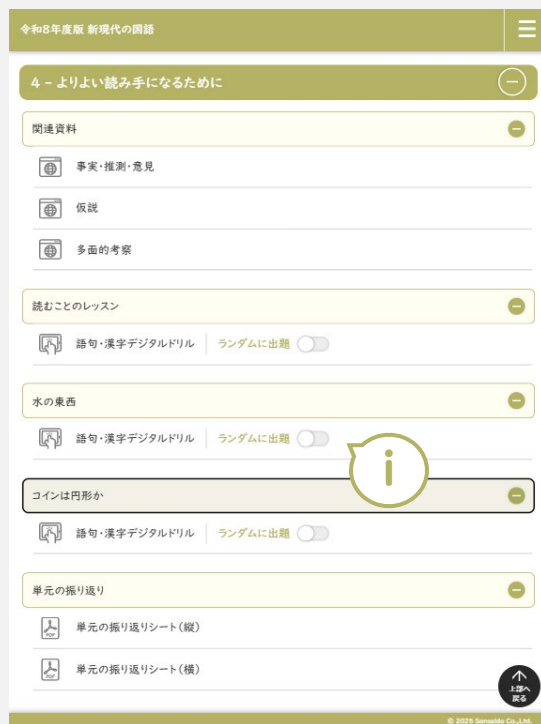 令和8年度版 新現代の国語
4 – よりよい読み手になるために
関連資料
事実・推測・意見
仮説
多面的考察
読むことのレッスン
語句・漢字デジタルドリル ランダムに出題
水の東西
語句・漢字デジタルドリル ランダムに出題
i
コインは円形か
語句・漢字デジタルドリル ランダムに出題
単元の振り返り
PDF 単元の振り返りシート(縦)
PDF 単元の振り返りシート(横)
上部へ
戻る
© 2025 Sanseido Co.,Ltd.